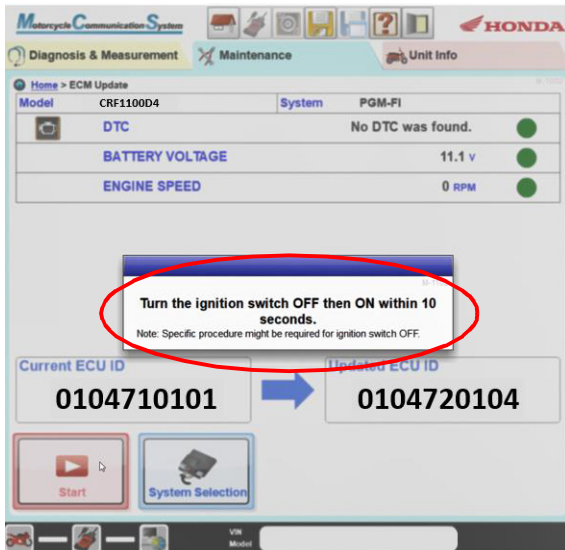 Motorcycle Communication System
HONDA
Diagnosis & Measurement
Maintenance
Unit Info
Home > ECM Update
Model CRF1100D4 System PGM-FI
DTC No DTC was found.
BATTERY VOLTAGE 11.1 V
ENGINE SPEED 0 RPM
Turn the ignition switch OFF then ON within 10
seconds.
Note: Specific procedure might be required for ignition switch OFF.
Current ECU ID
Updated ECU ID
0104710101
0104720104
Start
System Selection
VIN
Model